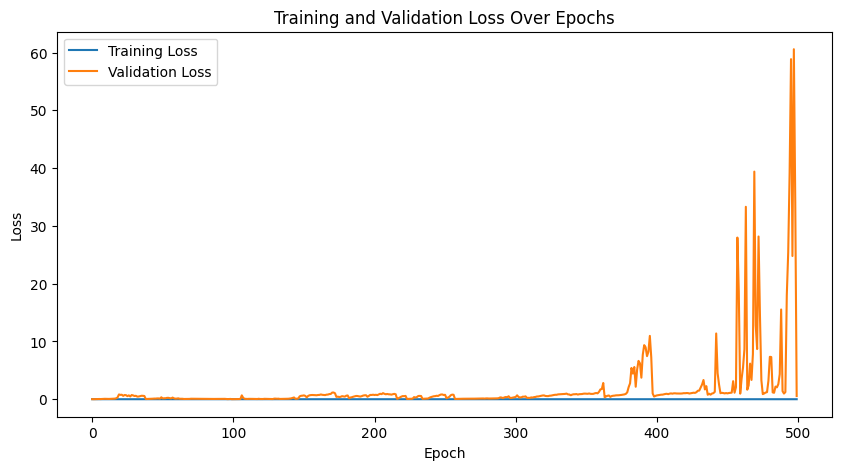 Training and Validation Loss Over Epochs
Training Loss
Validation Loss
Loss
60
50
40
30
20
10
0
0 100 200 300 400 500
Epoch